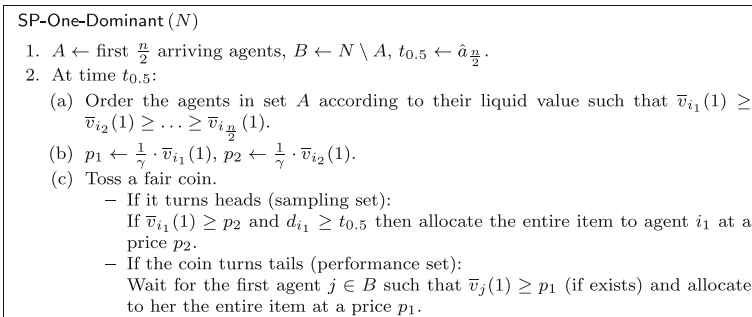 SP-One-Dominant (N)
1. A ← first n/2 arriving agents, B ← N \ A, t_{0.5} ← â_{n/2}.
2. At time t_{0.5}:
(a) Order the agents in set A according to their liquid value such that v̅_{i_1}(1) ≥
v̅_{i_2}(1) ≥ … ≥ v̅_{i_{n/2}}(1).
(b) p_1 ← 1/γ · v̅_{i_1}(1), p_2 ← 1/γ · v̅_{i_2}(1).
(c) Toss a fair coin.
– If it turns heads (sampling set):
If v̅_{i_1}(1) ≥ p_2 and d_{i_1} ≥ t_{0.5} then allocate the entire item to agent i_1 at a
price p_2.
– If the coin turns tails (performance set):
Wait for the first agent j ∈ B such that v̅_j(1) ≥ p_1 (if exists) and allocate
to her the entire item at a price p_1.